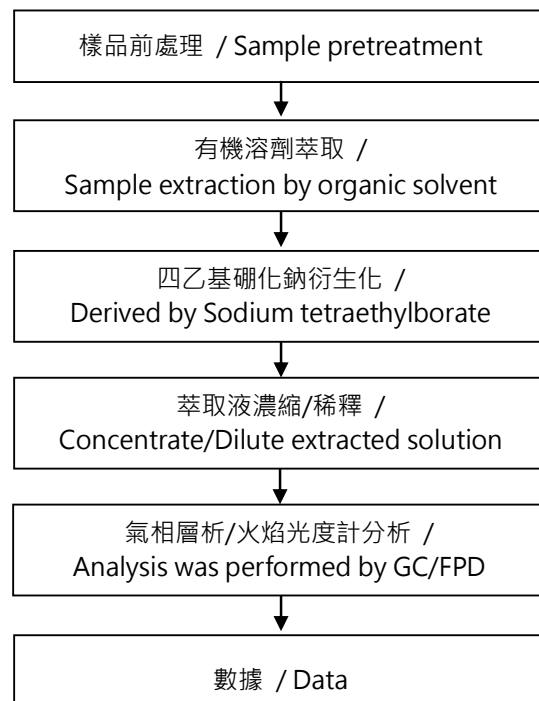 樣品前處理 / Sample pretreatment
有機溶劑萃取 /
Sample extraction by organic solvent
四乙基硼化鈉衍生化 /
Derived by Sodium tetraethylborate
萃取液濃縮/稀釋 /
Concentrate/Dilute extracted solution
氣相層析/火焰光度計分析 /
Analysis was performed by GC/FPD
數據 / Data